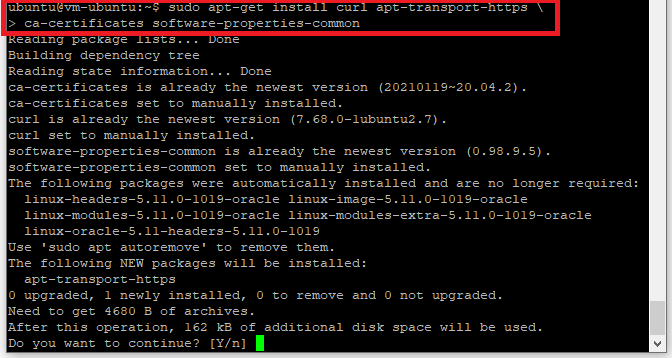 ubuntu@vm-ubuntu:~$ sudo apt-get install curl apt-transport-https \
> ca-certificates software-properties-common
Reading package lists... Done
Building dependency tree
Reading state information... Done
ca-certificates is already the newest version (20210119~20.04.2).
ca-certificates set to manually installed.
curl is already the newest version (7.68.0-1ubuntu2.7).
curl set to manually installed.
software-properties-common is already the newest version (0.98.9.5).
software-properties-common set to manually installed.
The following packages were automatically installed and are no longer required:
  linux-headers-5.11.0-1019-oracle linux-image-5.11.0-1019-oracle
  linux-modules-5.11.0-1019-oracle linux-modules-extra-5.11.0-1019-oracle
  linux-oracle-5.11-headers-5.11.0-1019
Use 'sudo apt autoremove' to remove them.
The following NEW packages will be installed:
  apt-transport-https
0 upgraded, 1 newly installed, 0 to remove and 0 not upgraded.
Need to get 4680 B of archives.
After this operation, 162 kB of additional disk space will be used.
Do you want to continue? [Y/n]